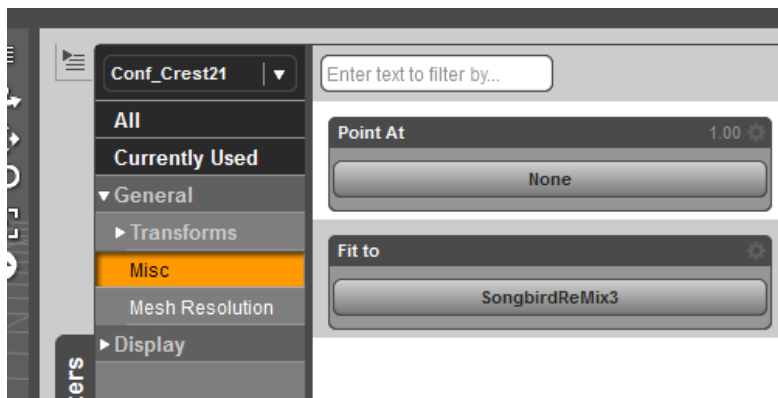 Conf_Crest21
Enter text to filter by...
All
Currently Used
General
Transforms
Misc
Mesh Resolution
Display
Point At
1.00
None
Fit to
SongbirdReMix3